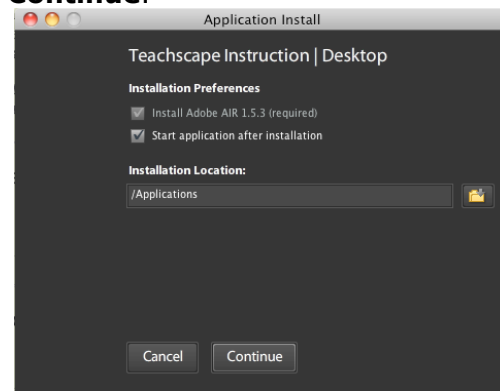 Continue.
Application Install
Teachscape Instruction | Desktop
Installation Preferences
Install Adobe AIR 1.5.3 (required)
Start application after installation
Installation Location:
/Applications
Cancel Continue